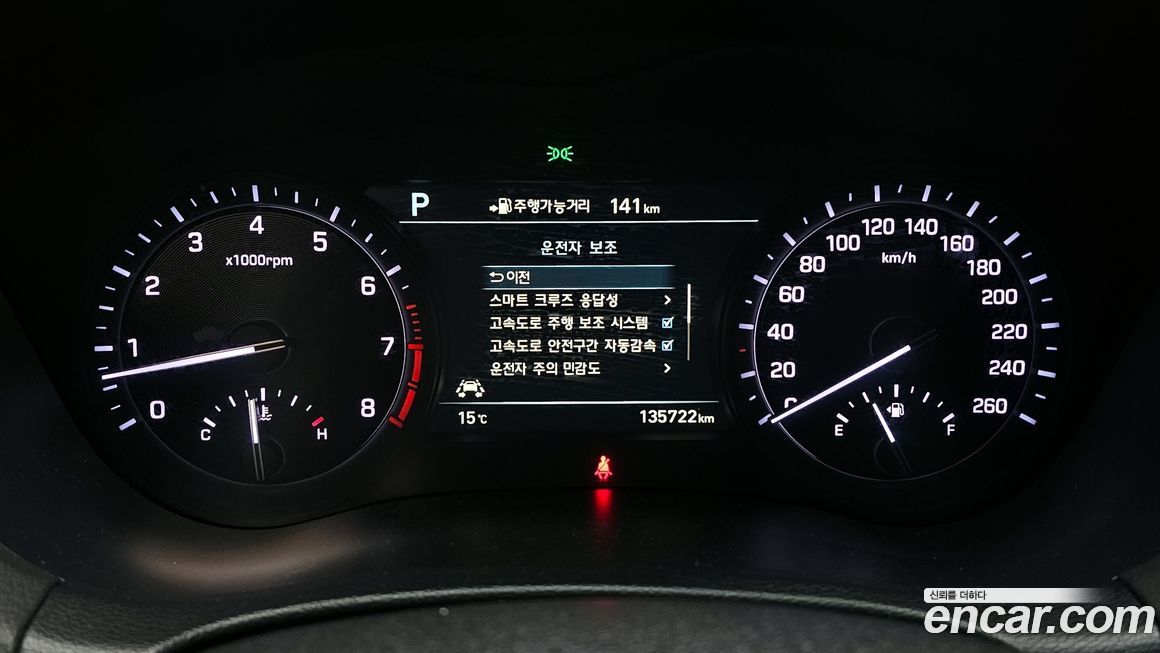 P
주행가능거리 141 km
운전자 보조
이전
스마트 크루즈 응답성
고속도로 주행 보조 시스템
고속도로 안전구간 자동감속
운전자 주의 민감도
15℃ 135722 km
0 1 2 3 4 5 6 7 8
x1000rpm
C H
0 20 40 60 80 100 120 140 160 180 200 220 240 260
km/h
E F
신뢰를 더하다
encar.com